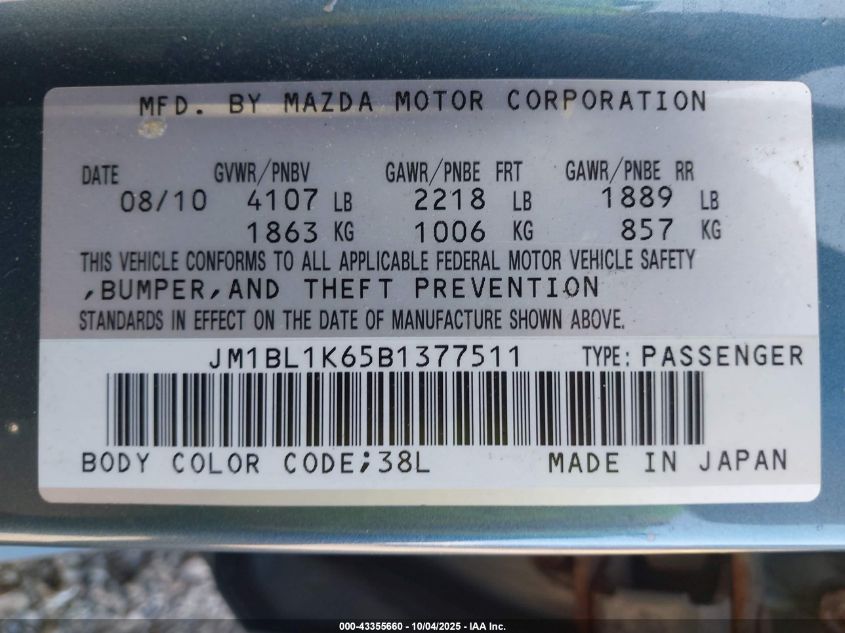 MFD. BY MAZDA MOTOR CORPORATION
DATE GVWR/PNBV GAWR/PNBE FRT GAWR/PNBE RR
08/10 4107 LB 2218 LB 1889 LB
1863 KG 1006 KG 857 KG
THIS VEHICLE CONFORMS TO ALL APPLICABLE FEDERAL MOTOR VEHICLE SAFETY
,BUMPER,AND THEFT PREVENTION
STANDARDS IN EFFECT ON THE DATE OF MANUFACTURE SHOWN ABOVE.
JM1BL1K65B1377511 TYPE: PASSENGER
BODY COLOR CODE;38L MADE IN JAPAN
000-43355660 - 10/04/2025 - IAA Inc.